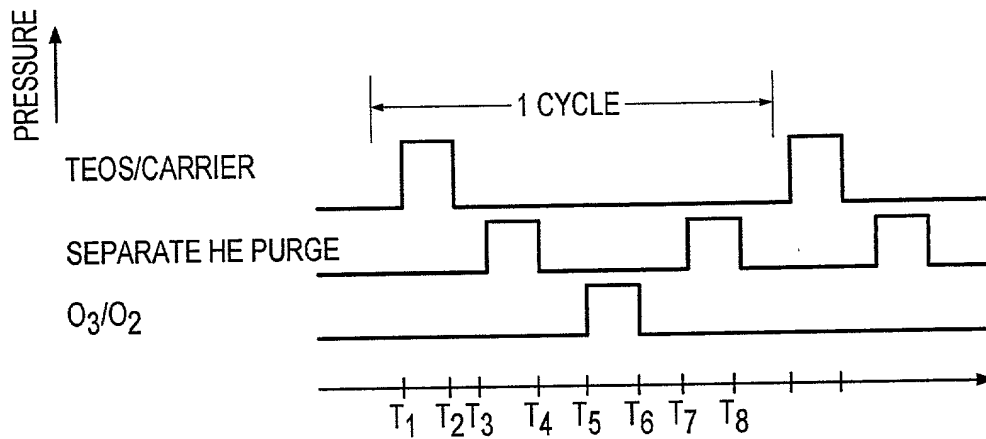 PRESSURE
1 CYCLE
TEOS/CARRIER
SEPARATE HE PURGE
O3/O2
T1 T2 T3 T4 T5 T6 T7 T8